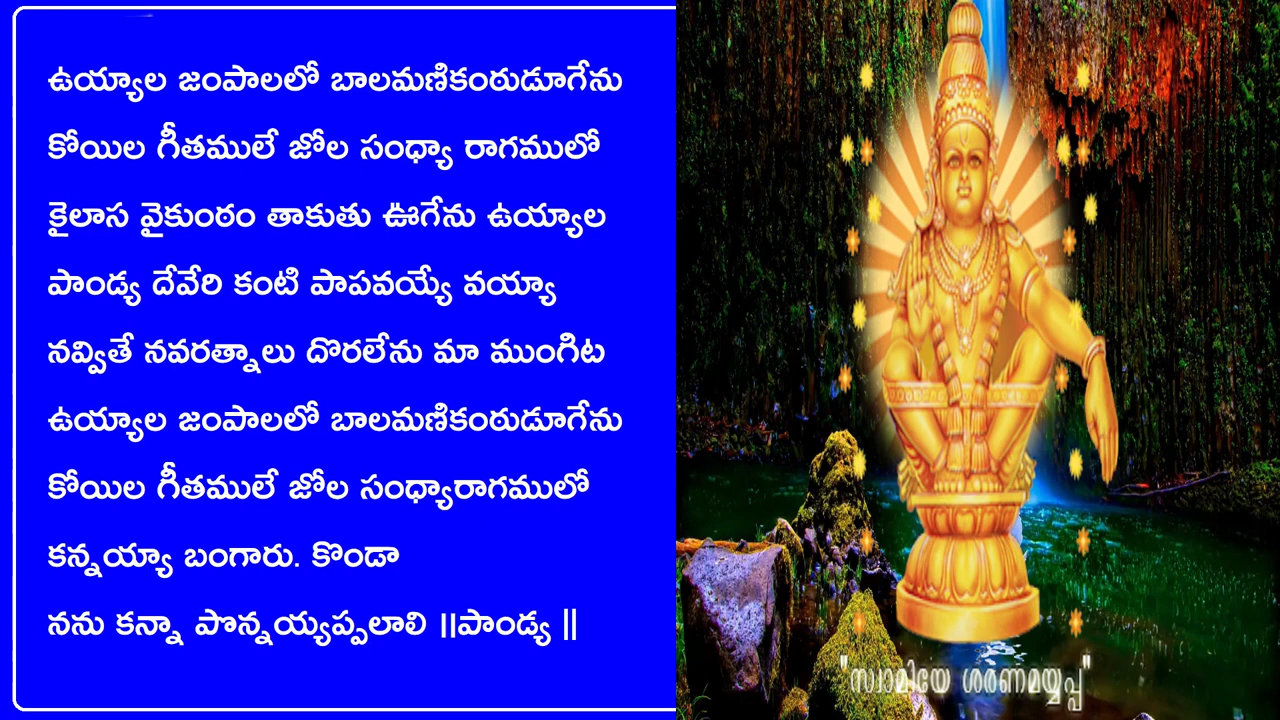 ఉయ్యాల జంపాలలో బాలమణికంఠుడూగేను
కోయిల గీతములే జోల సంధ్యా రాగములో
కైలాస వైకుంఠం తాకుతు ఊగేను ఉయ్యాల
పాండ్య దేవేరి కంటి పాపవయ్యే వయ్యా
నవ్వితే నవరత్నాలు దొరలేను మా ముంగిట
ఉయ్యాల జంపాలలో బాలమణికంఠుడూగేను
కోయిల గీతములే జోల సంధ్యారాగములో
కన్నయ్యా బంగారు. కొండా
నను కన్నా పొన్నయ్యప్పలాలి ||పాండ్య ||
"സ്വാമിയേ ശരണമയ്യപ്പ"